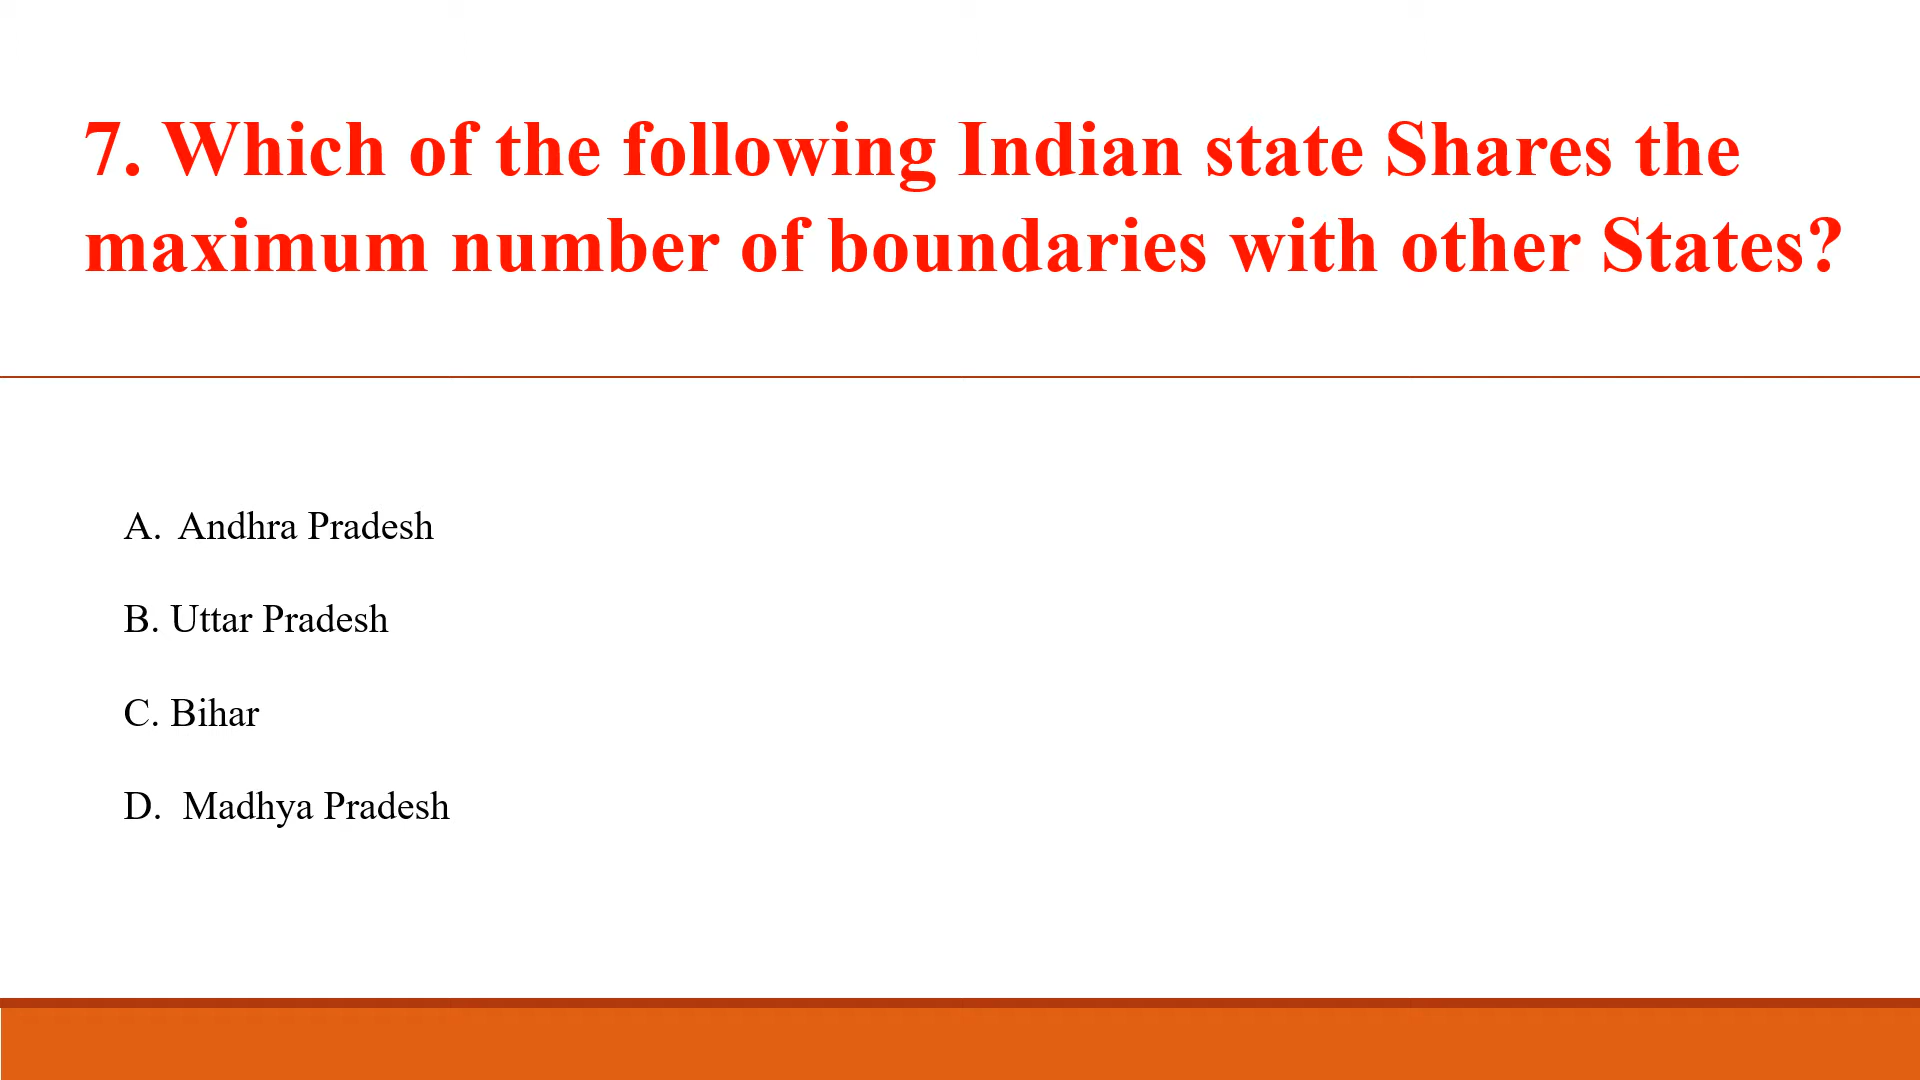 7. Which of the following Indian state Shares the
maximum number of boundaries with other States?
A. Andhra Pradesh
B. Uttar Pradesh
C. Bihar
D. Madhya Pradesh